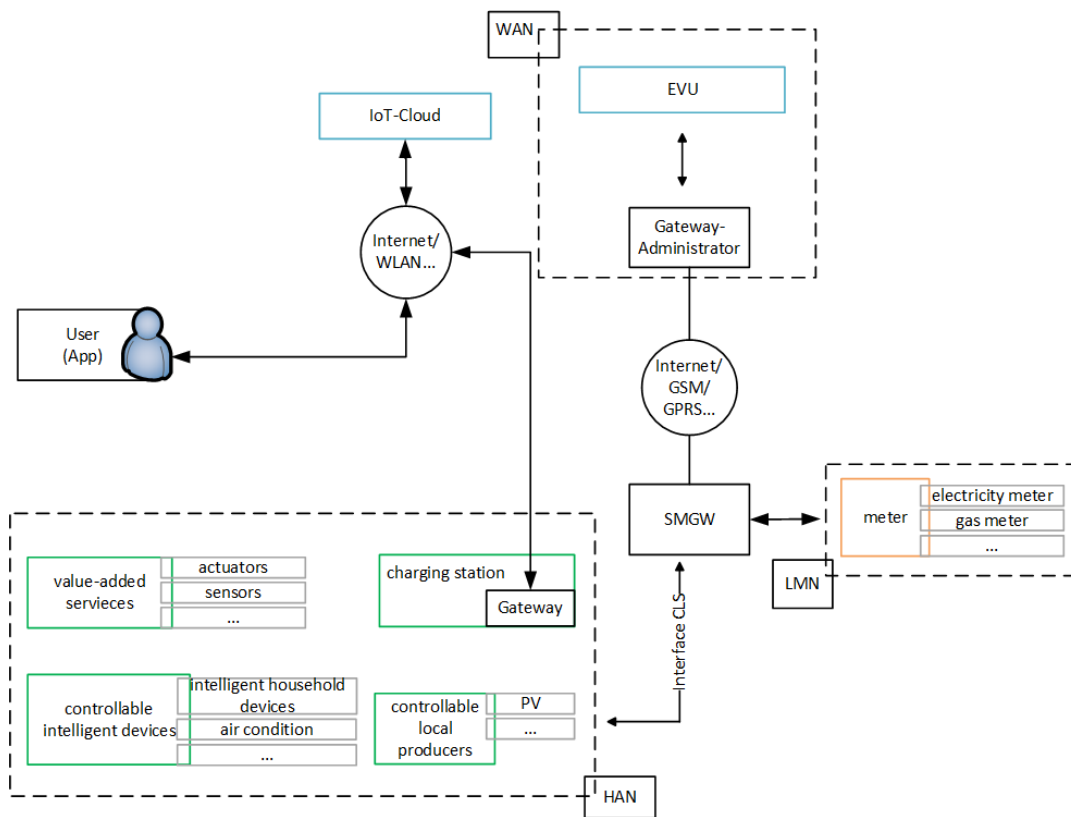 WAN
EVU
IoT-Cloud
Gateway-
Administrator
Internet/
WLAN...
User
(App)
Internet/
GSM/
GPRS...
SMGW
meter
electricity meter
gas meter
...
LMN
value-added
servieces
actuators
sensors
...
charging station
Gateway
Interface CLS
controllable
intelligent devices
intelligent household
devices
air condition
...
controllable
local
producers
PV
...
HAN